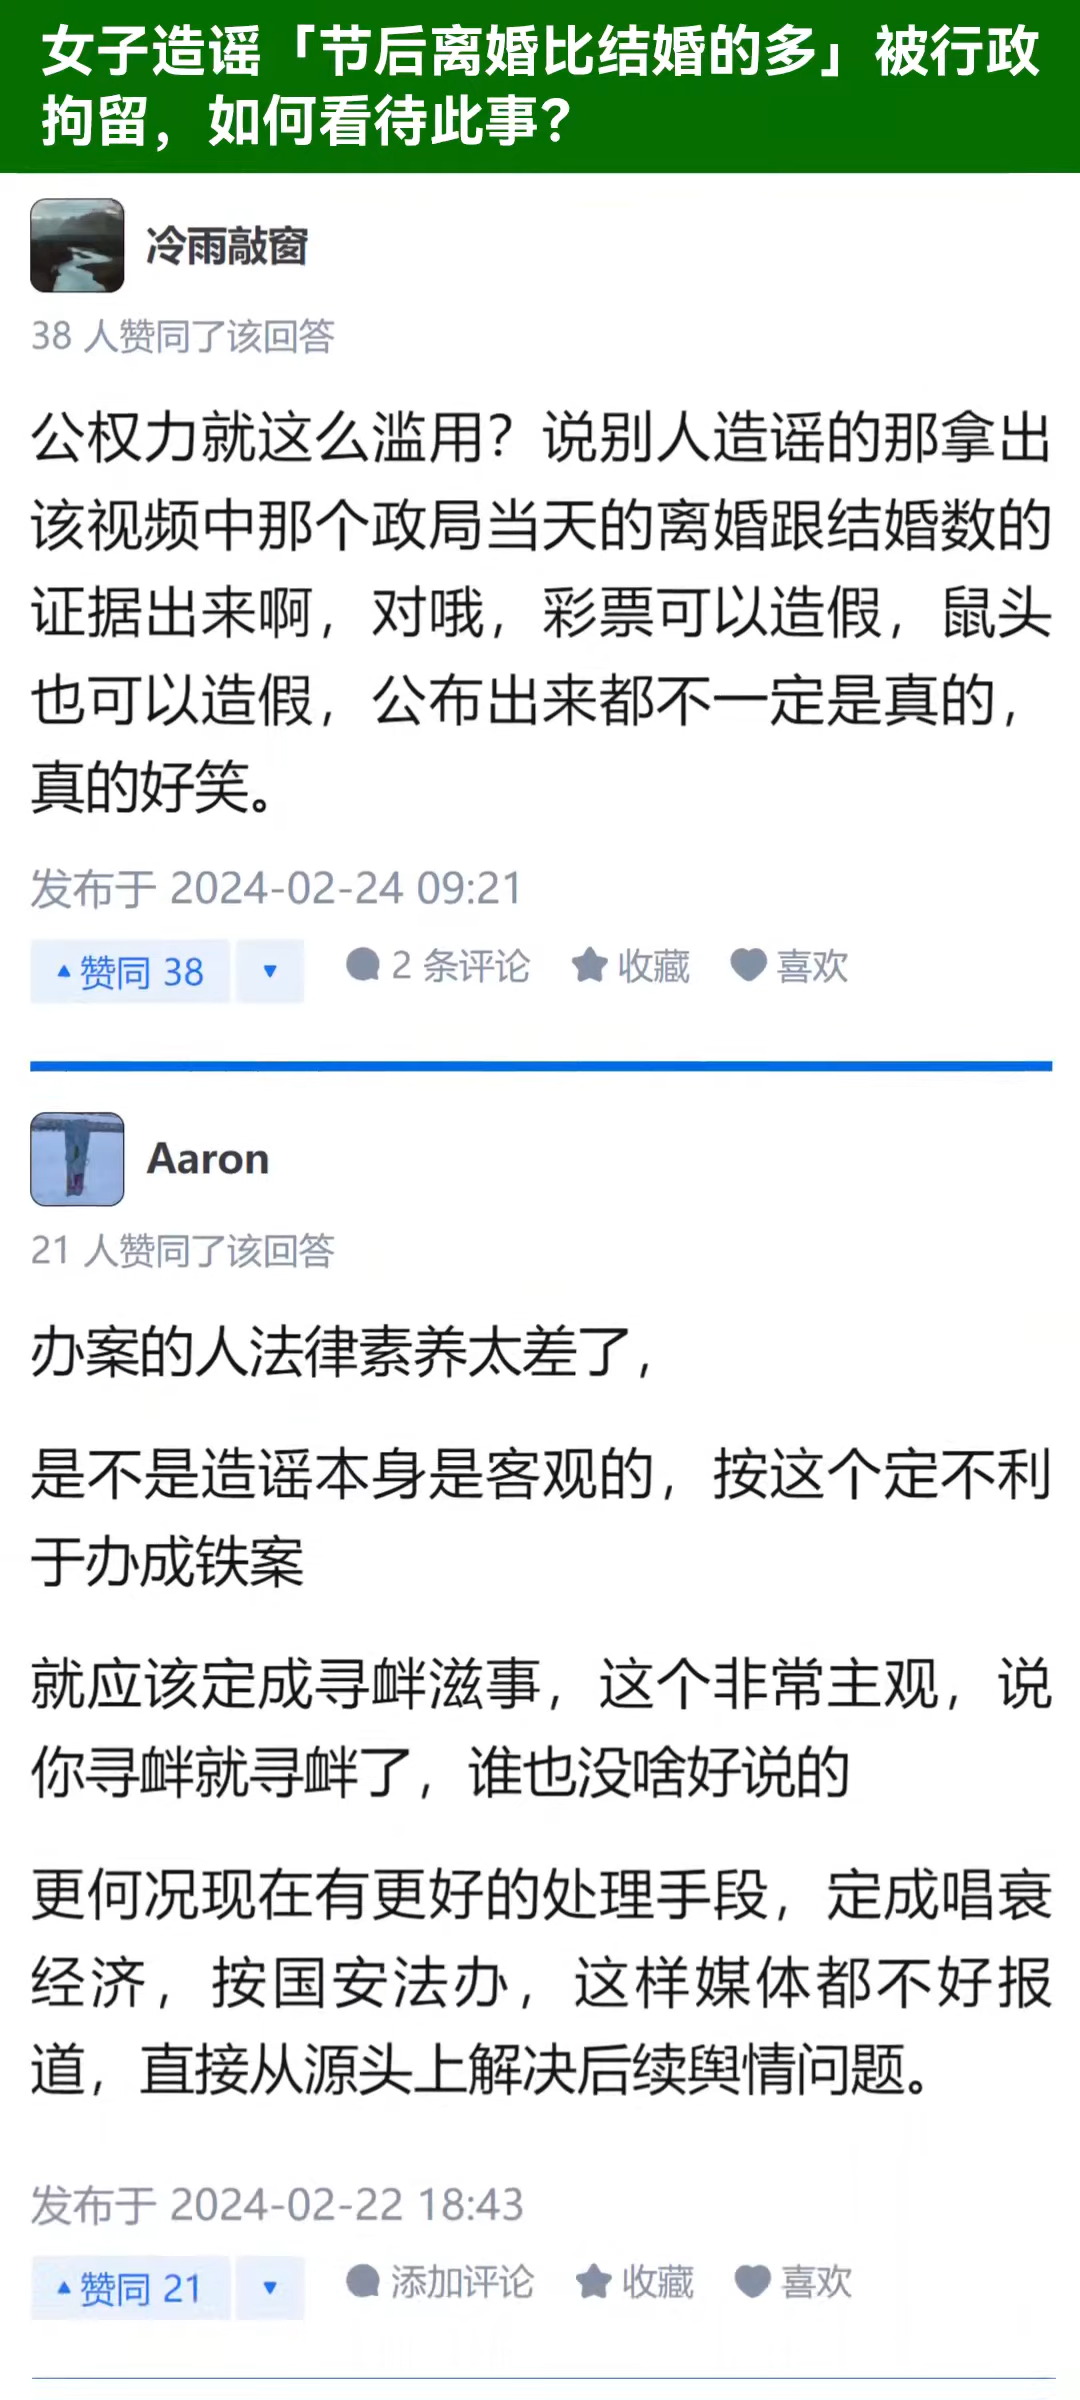 女子造谣「节后离婚比结婚的多」被行政
拘留，如何看待此事？
冷雨敲窗
38 人赞同了该回答
公权力就这么滥用？说别人造谣的那拿出
该视频中那个政局当天的离婚跟结婚数的
证据出来啊，对哦，彩票可以造假，鼠头
也可以造假，公布出来都不一定是真的，
真的好笑。
发布于 2024-02-24 09:21
赞同 38
2 条评论
收藏
喜欢
Aaron
21 人赞同了该回答
办案的人法律素养太差了，
是不是造谣本身是客观的，按这个定不利
于办成铁案
就应该定成寻衅滋事，这个非常主观，说
你寻衅就寻衅了，谁也没啥好说的
更何况现在有更好的处理手段，定成唱衰
经济，按国安法办，这样媒体都不好报
道，直接从源头上解决后续舆情问题。
发布于 2024-02-22 18:43
赞同 21
添加评论
收藏
喜欢